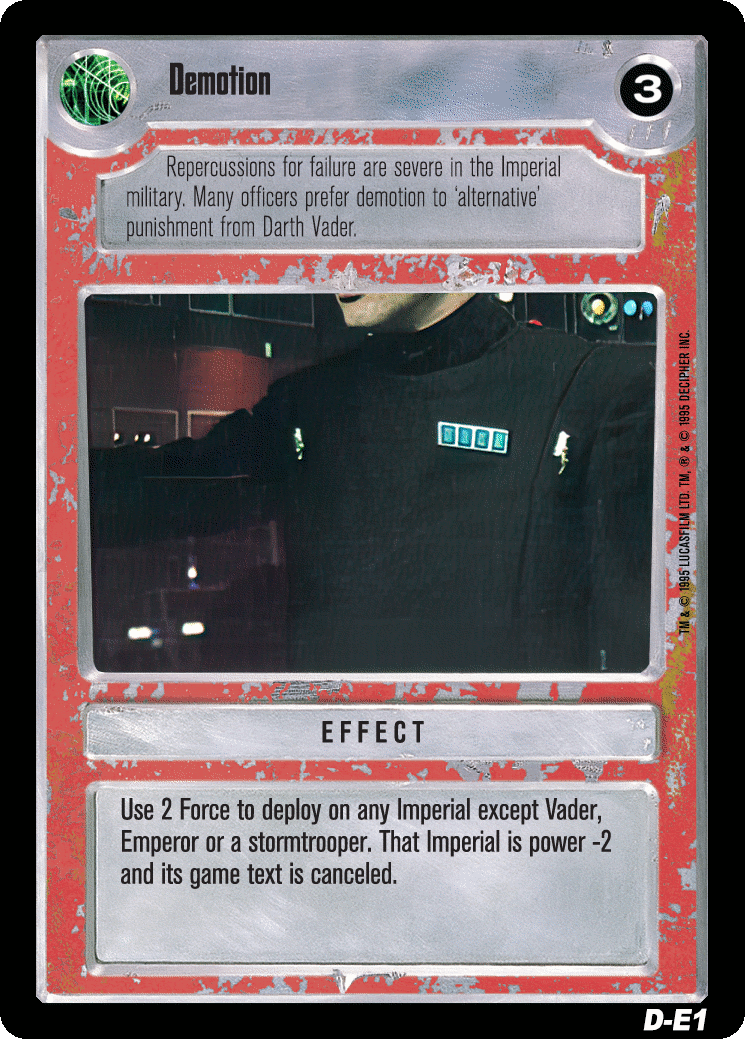 Demotion
3
Repercussions for failure are severe in the Imperial
military. Many officers prefer demotion to ‘alternative’
punishment from Darth Vader.
TM & © 1995 LUCASFILM LTD. TM, ® & © 1995 DECIPHER INC.
EFFECT
Use 2 Force to deploy on any Imperial except Vader,
Emperor or a stormtrooper. That Imperial is power -2
and its game text is canceled.
D-E1